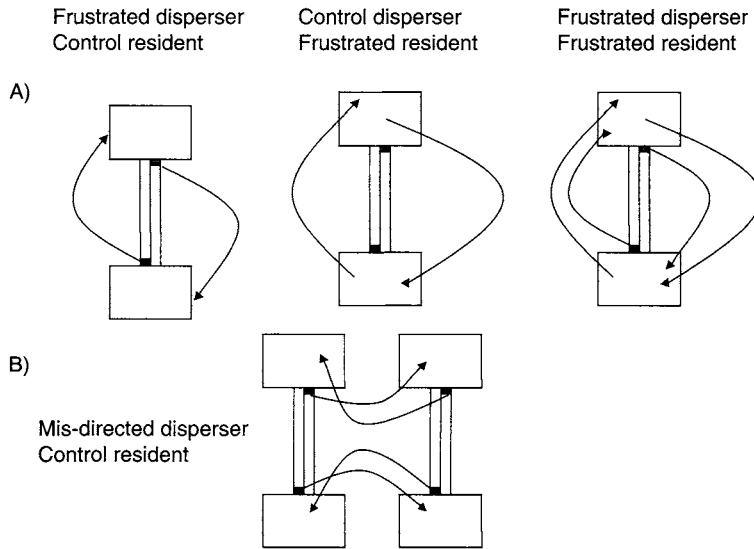 Frustrated disperser
Control resident
Control disperser
Frustrated resident
Frustrated disperser
Frustrated resident
A)
B)
Mis-directed disperser
Control resident